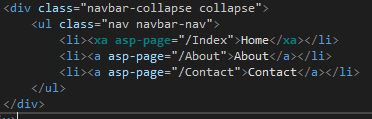 <div class="navbar-collapse collapse">
<ul class="nav navbar-nav">
<li><xa asp-page="/Index">Home</xa></li>
<li><a asp-page="/About">About</a></li>
<li><a asp-page="/Contact">Contact</a></li>
</ul>
</div>